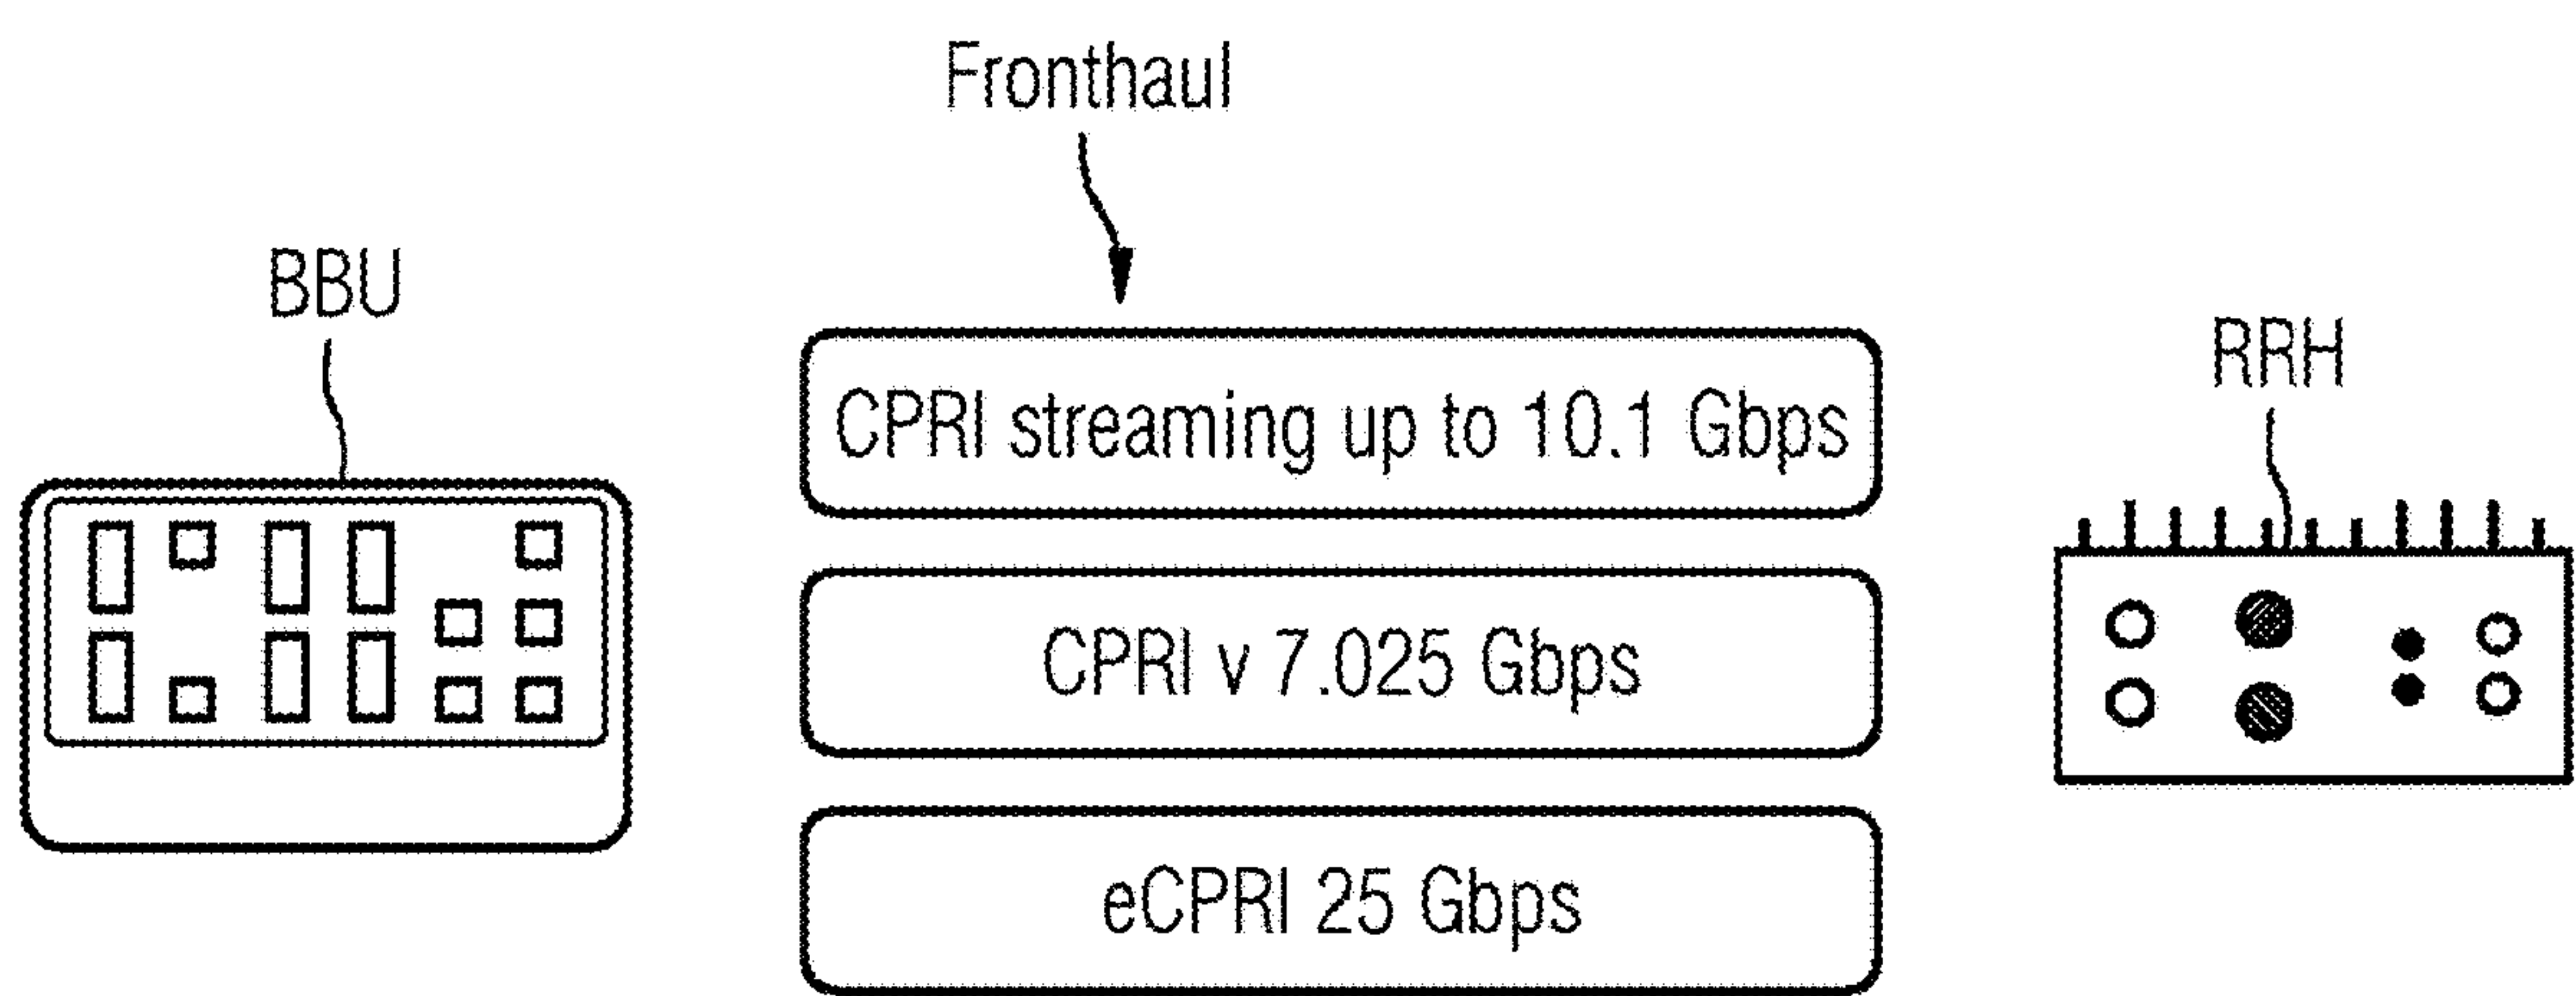 Fronthaul
BBU
RRH
CPRI streaming up to 10.1 Gbps
CPRI v 7.025 Gbps
eCPRI 25 Gbps